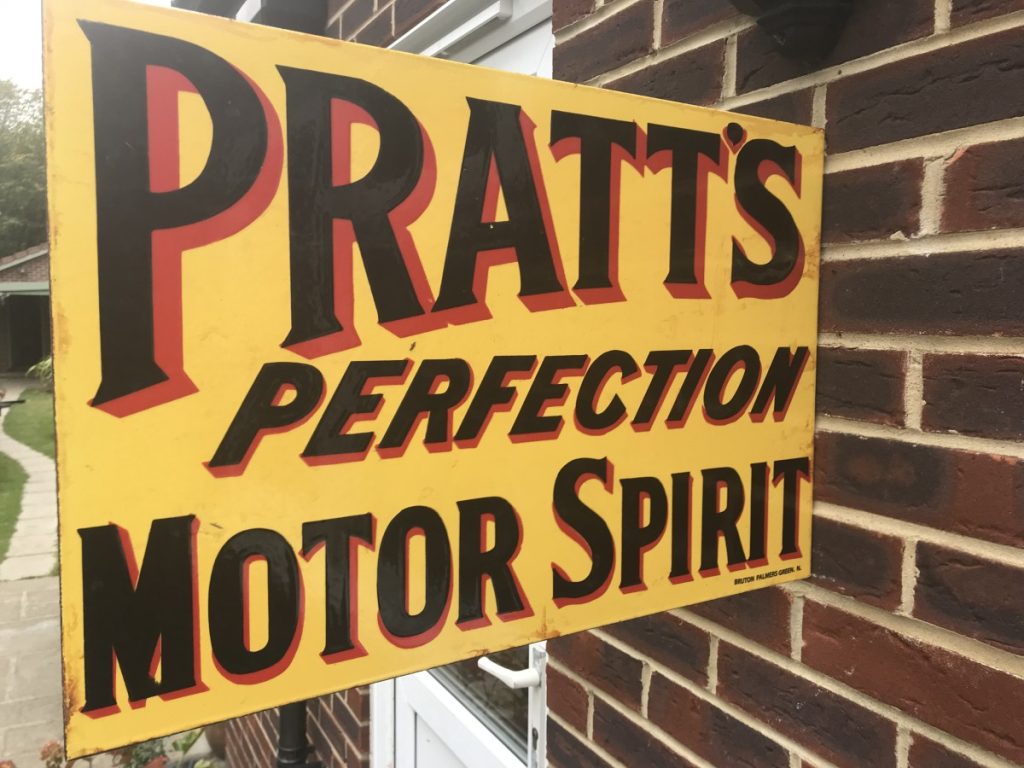 PRATT'S
PERFECTION
MOTOR SPIRIT
BRUTON PALMERS-GREEN. N.